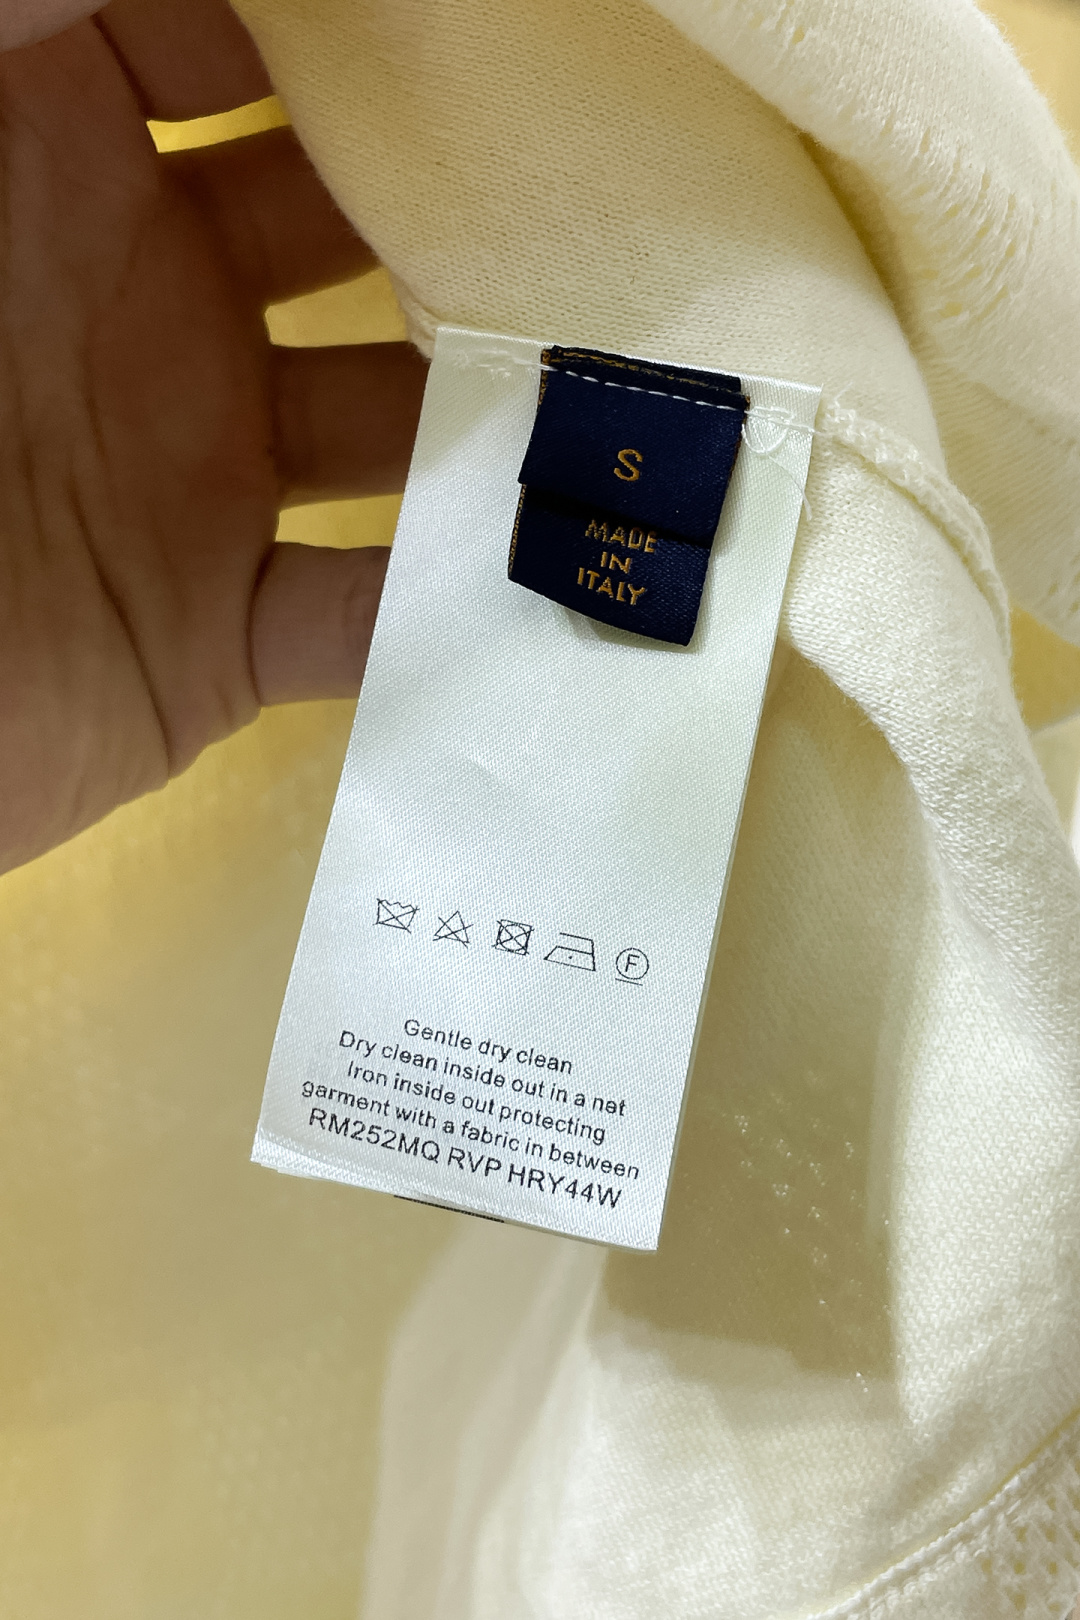 S
MADE
IN
ITALY
F
Gentle dry clean
Dry clean inside out in a net
Iron inside out protecting
garment with a fabric in between
RM252MQ RVP HRY44W